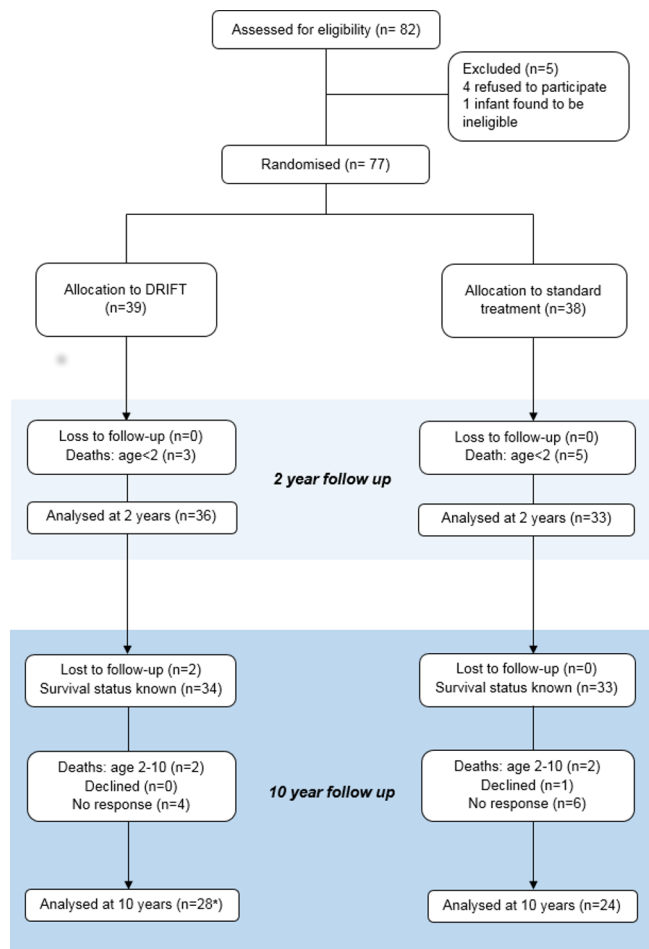 Assessed for eligibility (n= 82)
Excluded (n=5)
4 refused to participate
1 infant found to be
ineligible
Randomised (n= 77)
Allocation to DRIFT
(n=39)
Allocation to standard
treatment (n=38)
Loss to follow-up (n=0)
Deaths: age<2 (n=3)
Loss to follow-up (n=0)
Death: age<2 (n=5)
2 year follow up
Analysed at 2 years (n=36)
Analysed at 2 years (n=33)
Lost to follow-up (n=2)
Survival status known (n=34)
Lost to follow-up (n=0)
Survival status known (n=33)
Deaths: age 2-10 (n=2)
Declined (n=0)
No response (n=4)
Deaths: age 2-10 (n=2)
Declined (n=1)
No response (n=6)
10 year follow up
Analysed at 10 years (n=28*)
Analysed at 10 years (n=24)